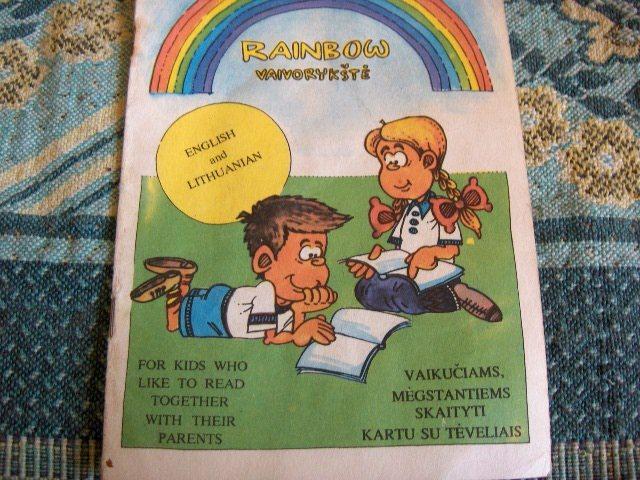 RAINBOW
VAIVORYKŠTĖ
ENGLISH
and
LITHUANIAN
FOR KIDS WHO
LIKE TO READ
TOGETHER
WITH THEIR
PARENTS
VAIKUČIAMS,
MĖGSTANTIEMS
SKAITYTI
KARTU SU TĖVELIAIS